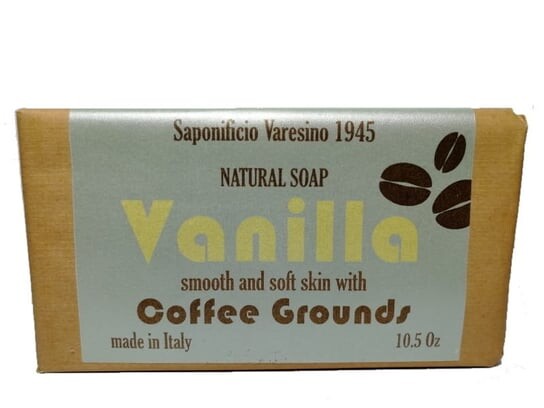 Saponificio Varesino 1945
NATURAL SOAP
Vanilla
smooth and soft skin with
Coffee Grounds
made in Italy 10.5 Oz